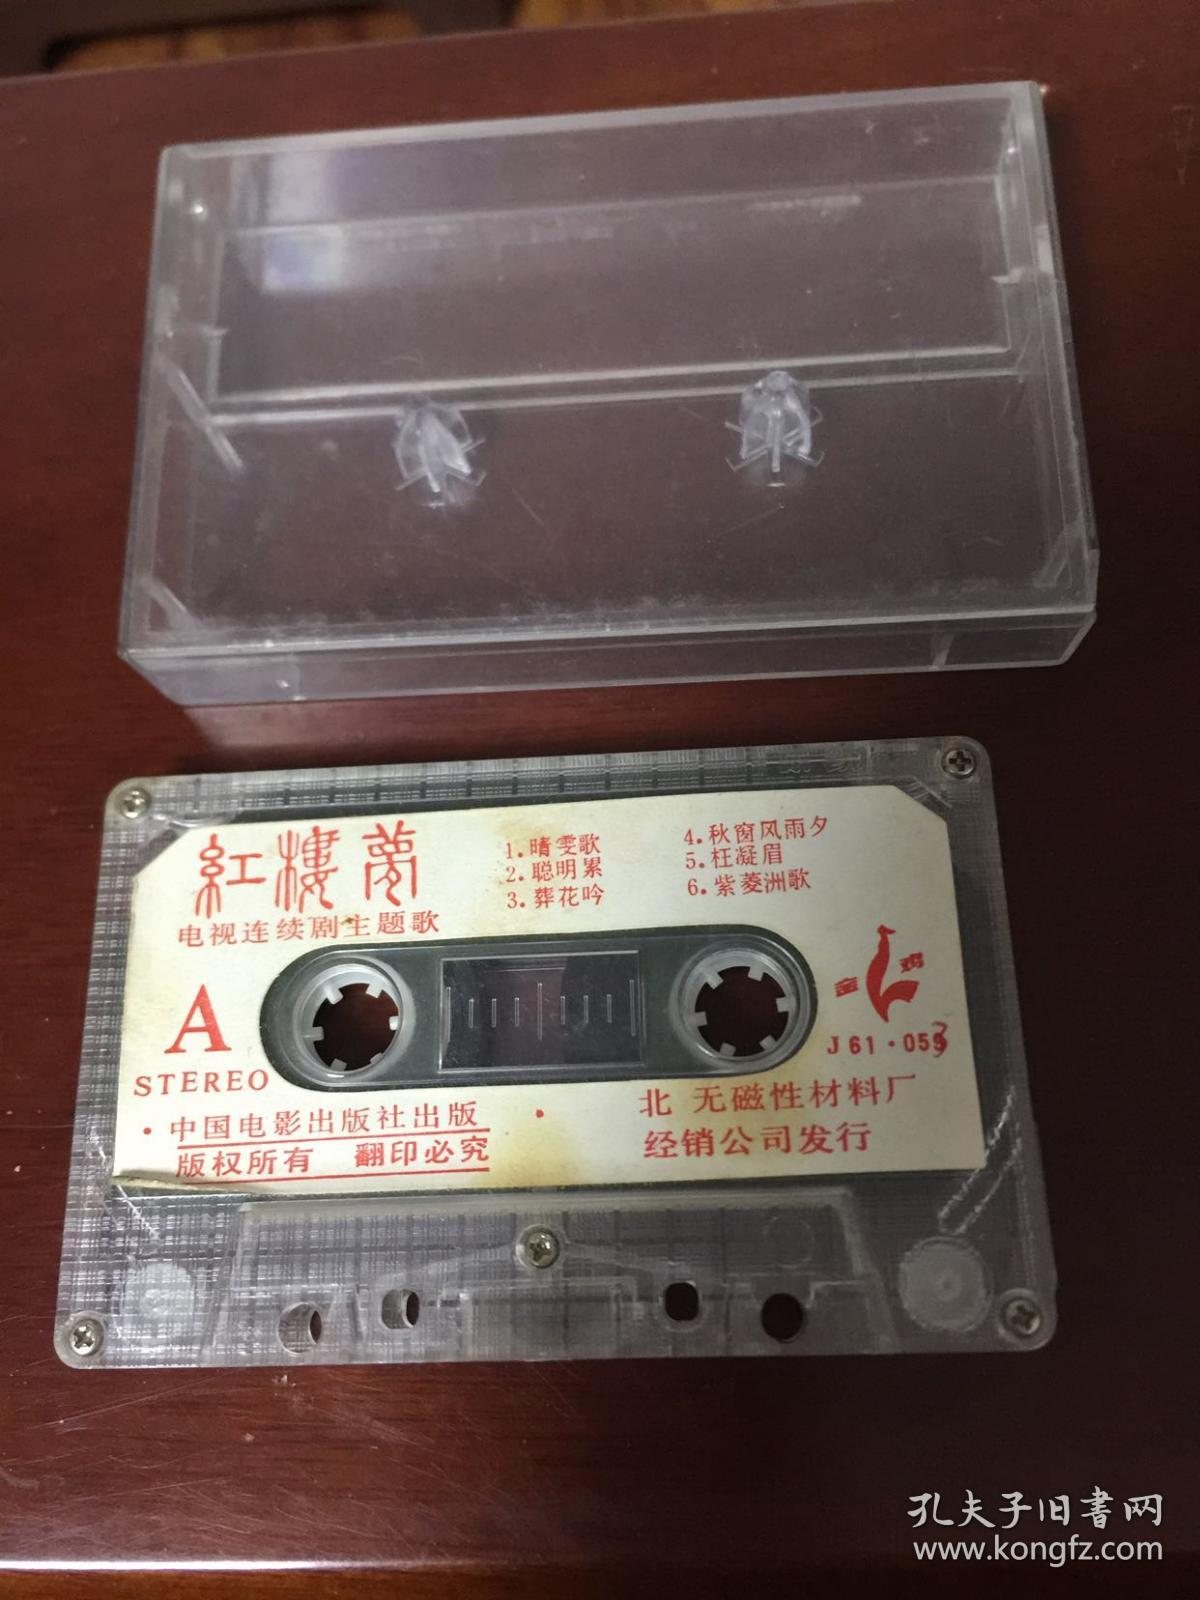 紅樓夢
电视连续剧主题歌
1.晴雯歌
2.聪明累
3.葬花吟
4.秋窗风雨夕
5.枉凝眉
6.紫菱洲歌
A
STEREO
金鸡
J61·053
·中国电影出版社出版·
版权所有 翻印必究
北 无磁性材料厂
经销公司发行
孔夫子旧書网
www.kongfz.com